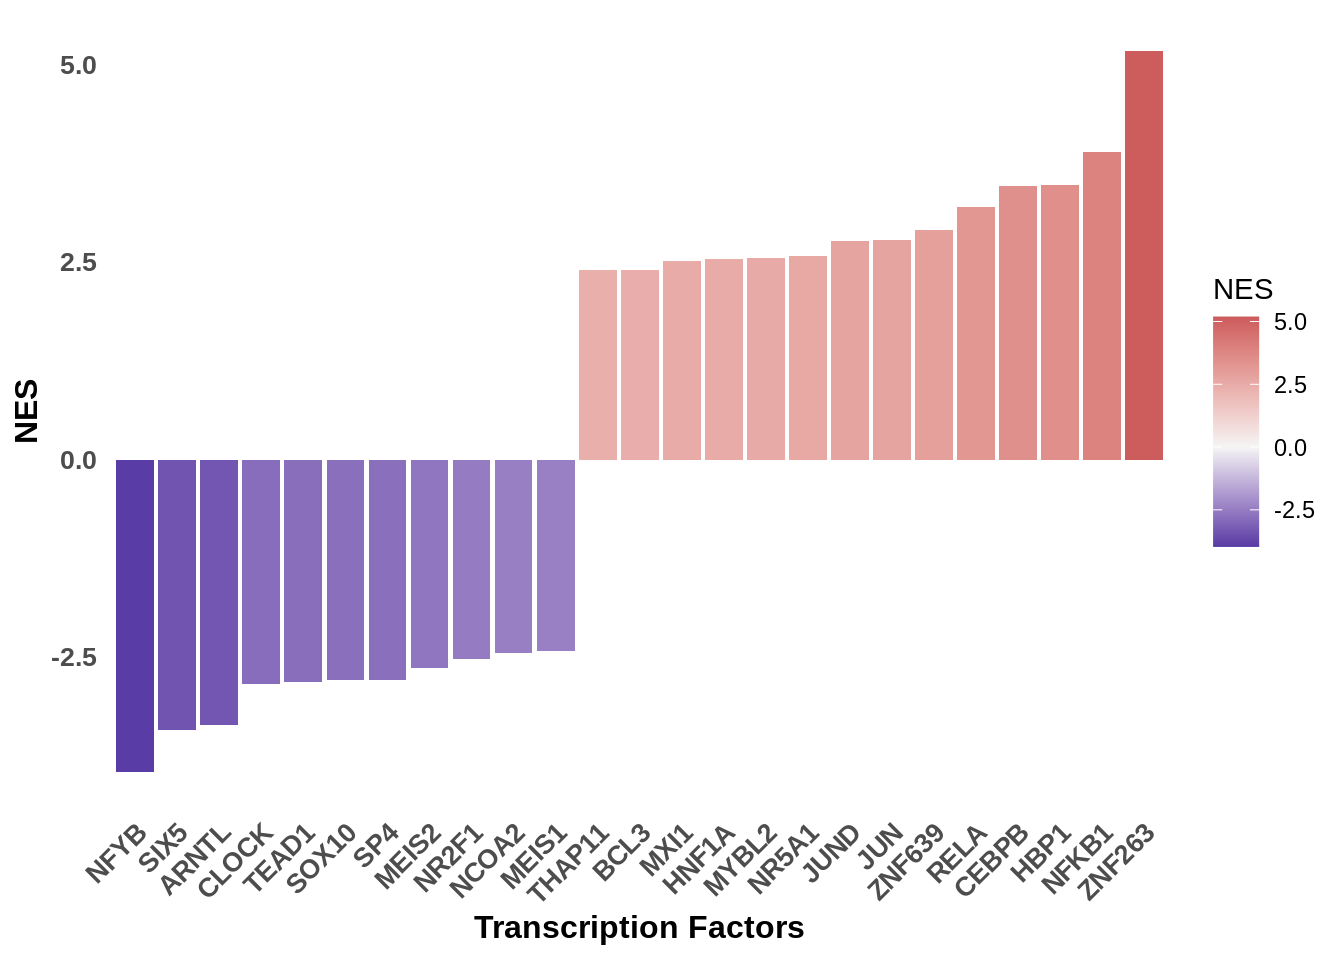 5.0
2.5
0.0
-2.5
NES
NFYB
SIX5
ARNTL
CLOCK
TEAD1
SOX10
SP4
MEIS2
NR2F1
NCOA2
MEIS1
THAP11
BCL3
MXI1
HNF1A
MYBL2
NR5A1
JUND
JUN
ZNF639
RELA
CEBPB
HBP1
NFKB1
ZNF263
Transcription Factors
NES
5.0
2.5
0.0
-2.5